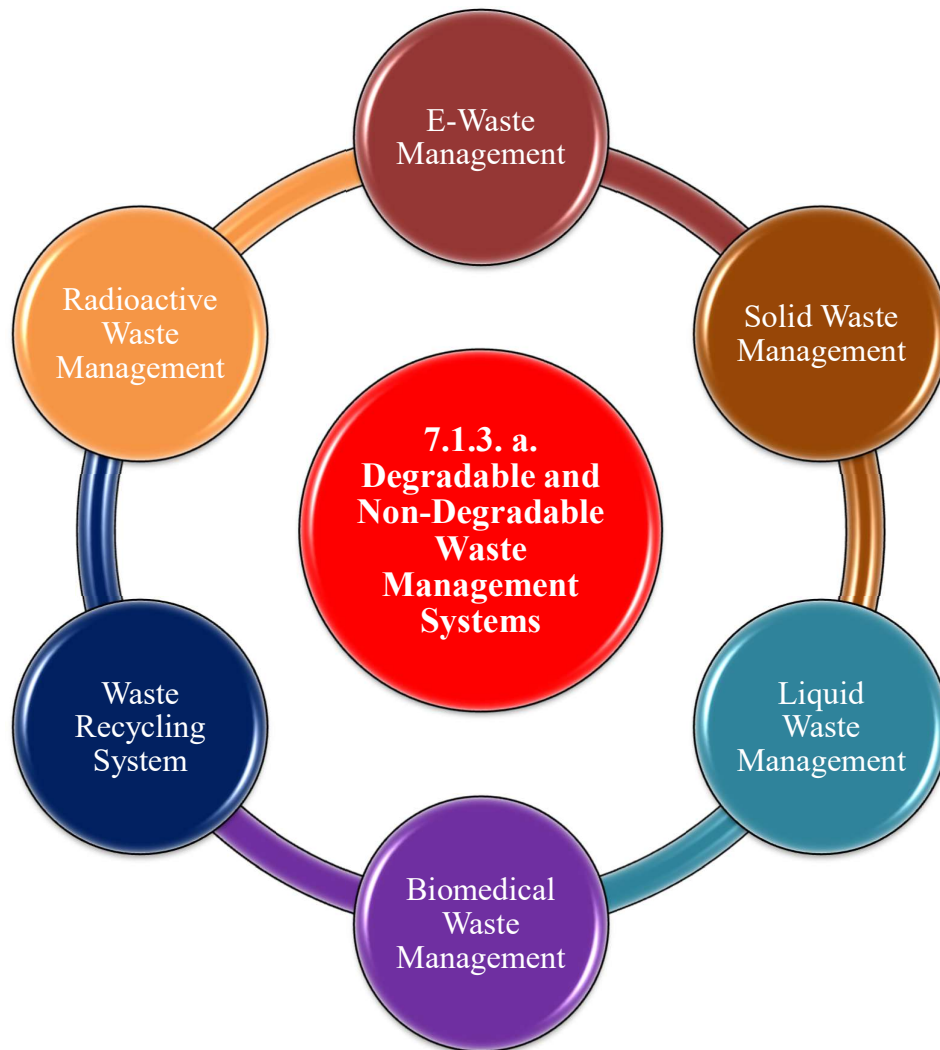 E-Waste
Management
Solid Waste
Management
Liquid
Waste
Management
Biomedical
Waste
Management
Waste
Recycling
System
Radioactive
Waste
Management
7.1.3. a.
Degradable and
Non-Degradable
Waste
Management
Systems